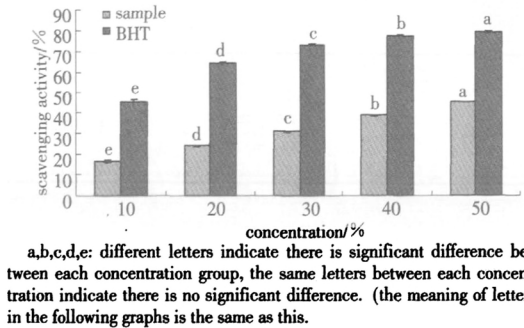 90
80
70
60
50
40
30
20
10
0
scavenging activity/%
sample
BHT
e e d d c c b b a a
10 20 30 40 50
concentration/%
a,b,c,d,e: different letters indicate there is significant difference be-
tween each concentration group, the same letters between each concen-
tration indicate there is no significant difference. (the meaning of letter
in the following graphs is the same as this.